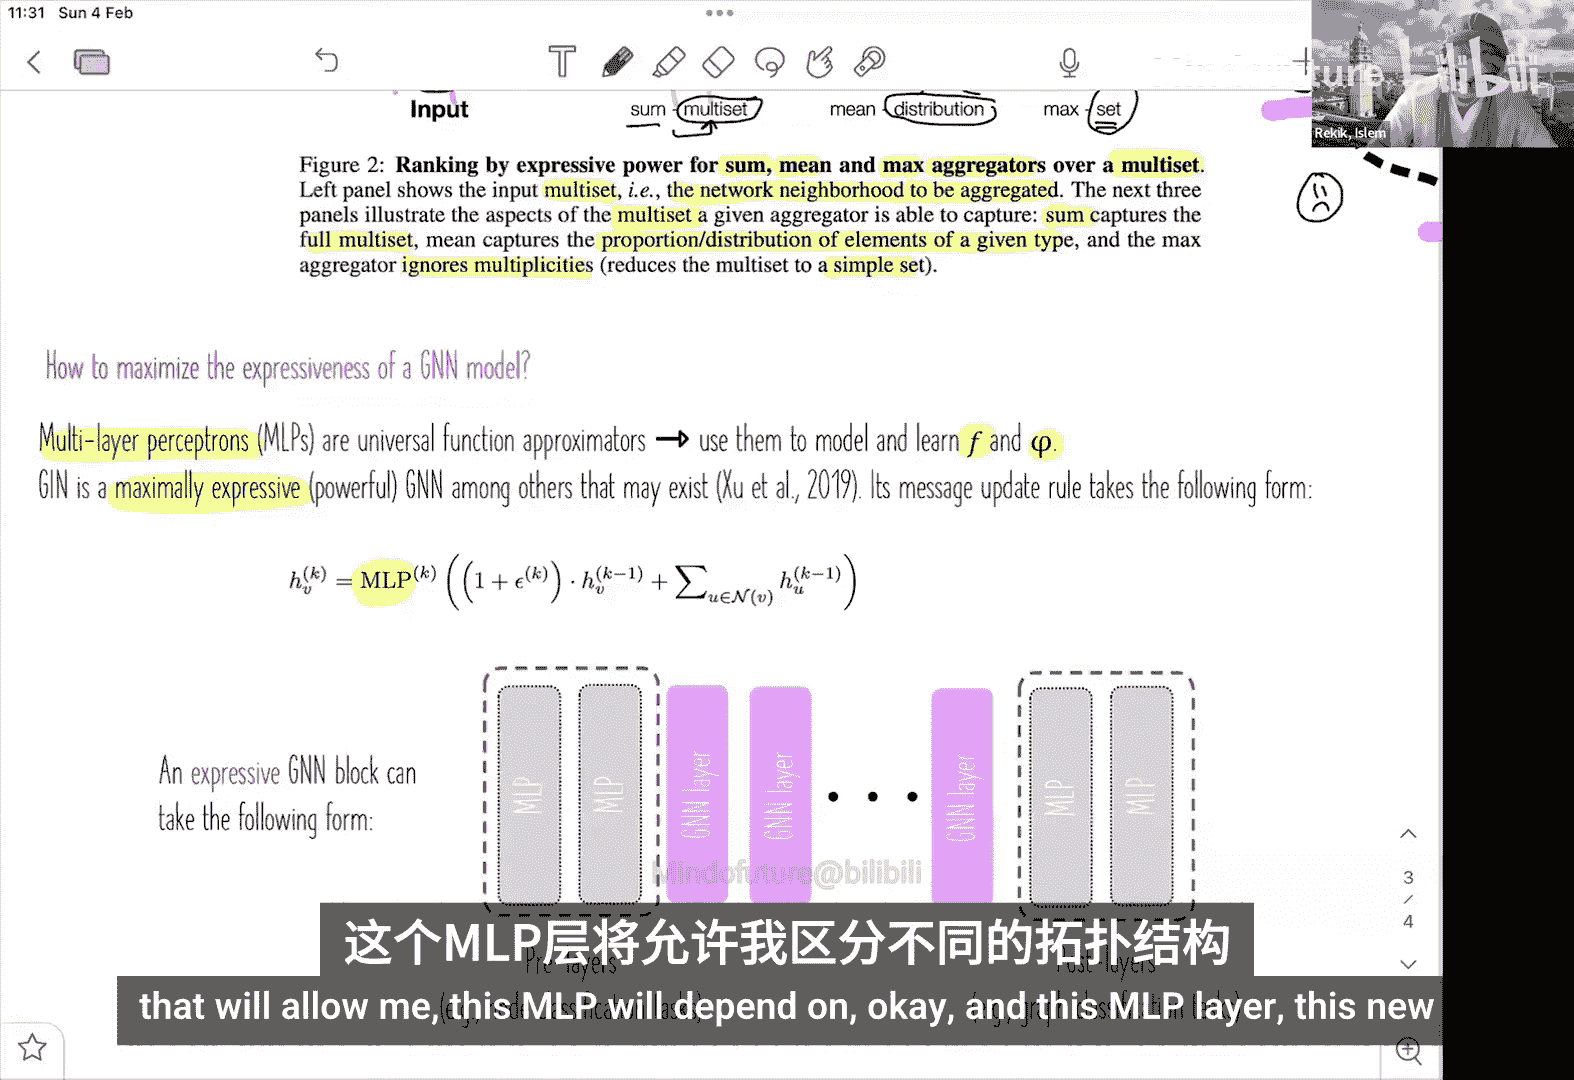 11:31 Sun 4 Feb
bilibili
Rekik, Islem
Input
sum - multiset
mean - distribution
max - set
Figure 2: Ranking by expressive power for sum, mean and max aggregators over a multiset.
Left panel shows the input multiset, i.e., the network neighborhood to be aggregated. The next three
panels illustrate the aspects of the multiset a given aggregator is able to capture: sum captures the
full multiset, mean captures the proportion/distribution of elements of a given type, and the max
aggregator ignores multiplicities (reduces the multiset to a simple set).
How to maximize the expressiveness of a GNN model?
Multi-layer perceptrons (MLPs) are universal function approximators → use them to model and learn f and φ.
GIN is a maximally expressive (powerful) GNN among others that may exist (Xu et al., 2019). Its message update rule takes the following form:
h_v^(k) = MLP^(k) ( ( 1 + ϵ^(k) ) · h_v^(k−1) + ∑_{u∈N(v)} h_u^(k−1) )
An expressive GNN block can
take the following form:
MLP
MLP
GNN layer
GNN layer
GNN layer
MLP
MLP
Mindofuture@bilibili
3
/
4
这个MLP层将允许我区分不同的拓扑结构
Pre-layers
Post-layers
that will allow me, this MLP will depend on, okay, and this MLP layer, this new